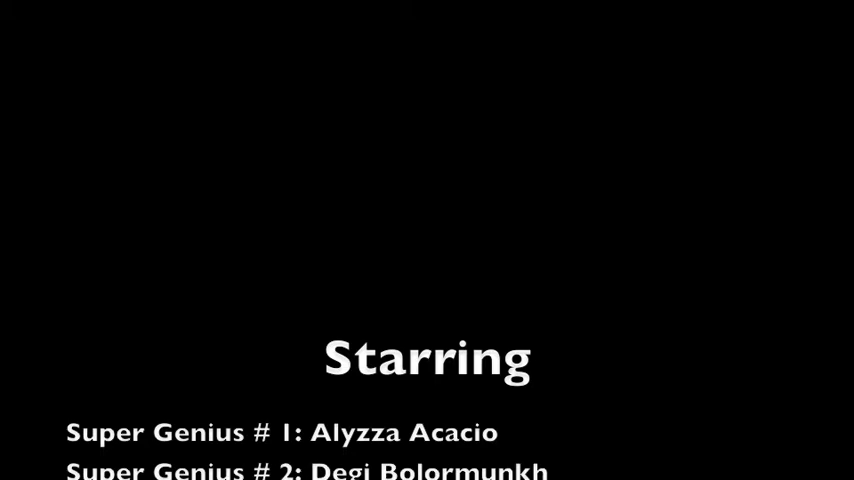 Starring
Super Genius # 1: Alyzza Acacio
Super Genius # 2: Degi Bolormunkh